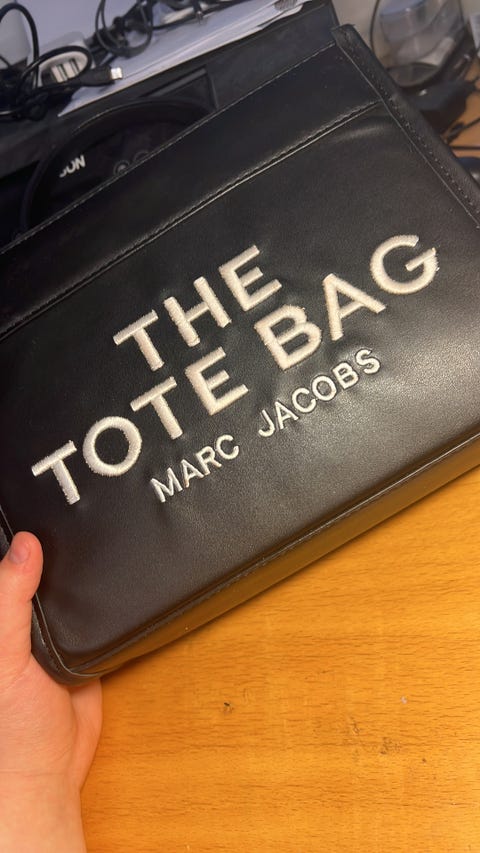 THE
TOTE BAG
MARC JACOBS